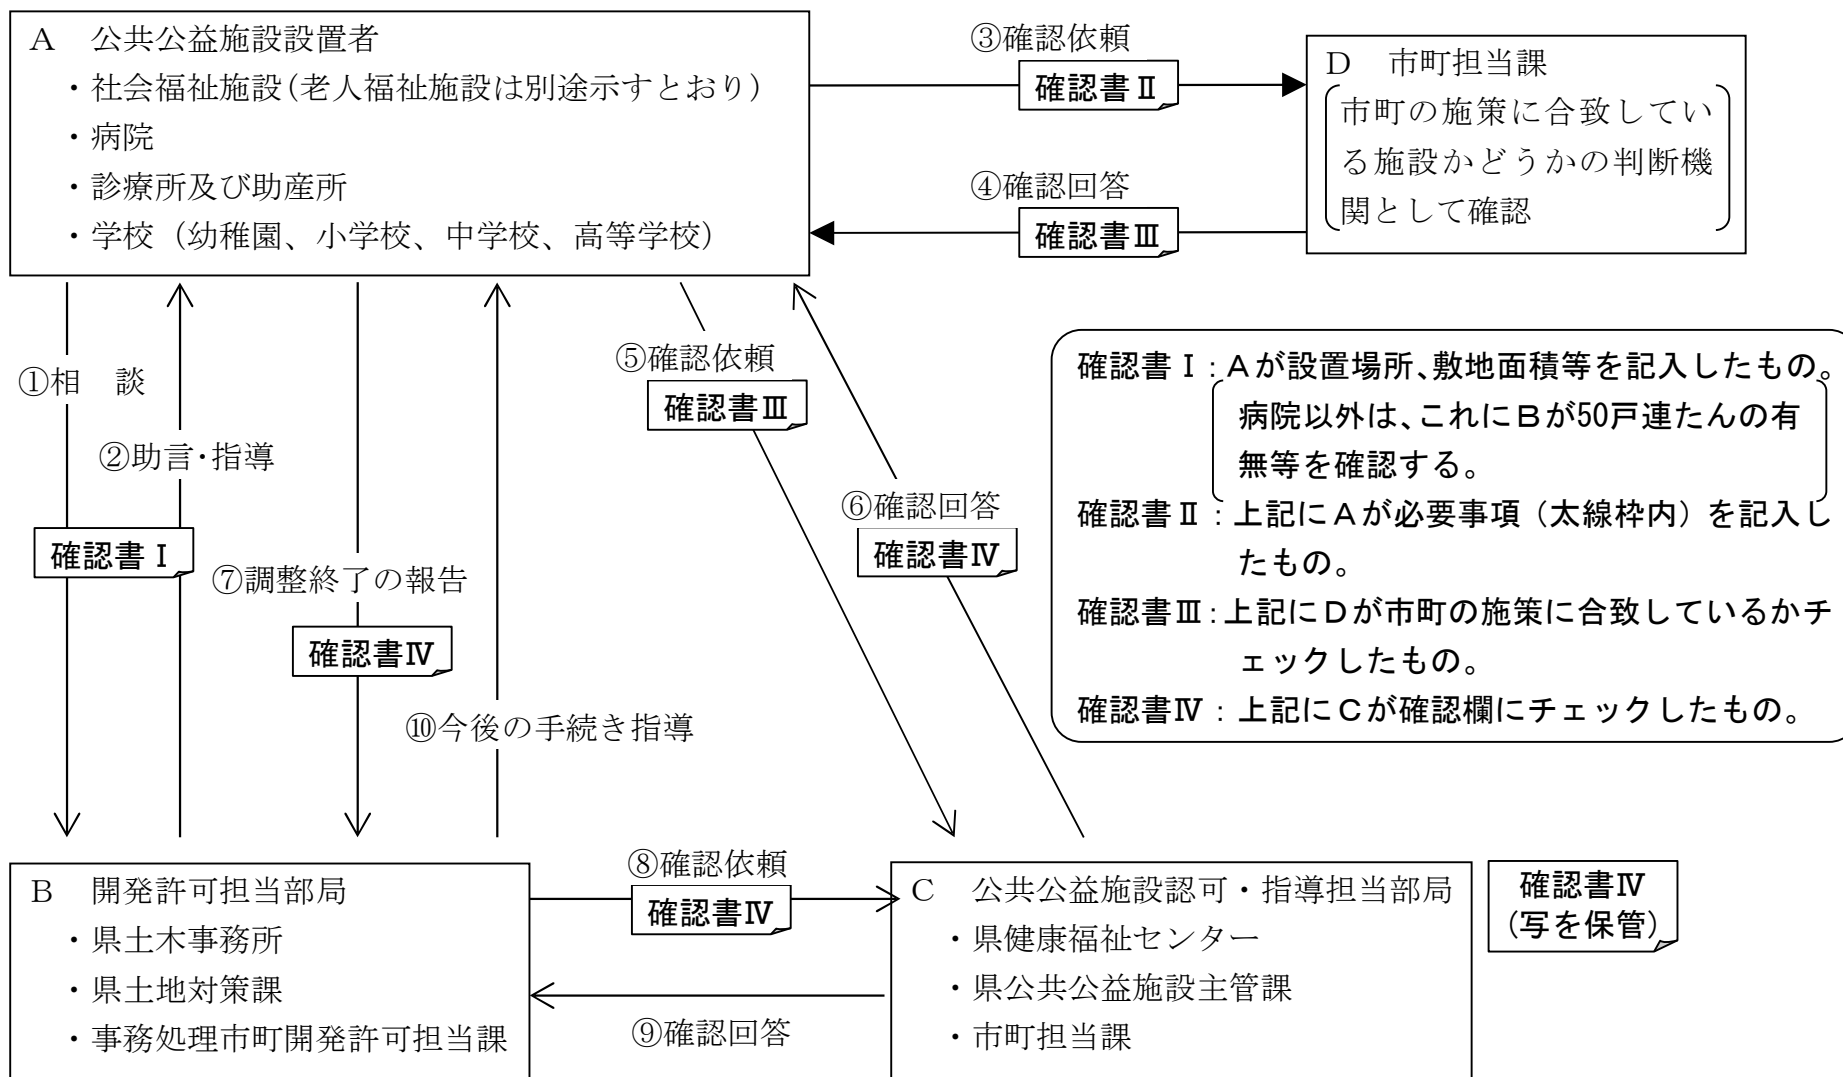 A 公共公益施設設置者
・社会福祉施設(老人福祉施設は別途示すとおり)
・病院
・診療所及び助産所
・学校(幼稚園、小学校、中学校、高等学校)
③確認依頼
確認書Ⅱ
④確認回答
確認書Ⅲ
D 市町担当課
市町の施策に合致してい
る施設かどうかの判断機
関として確認
①相 談
②助言・指導
確認書Ⅰ
⑦調整終了の報告
確認書Ⅳ
⑩今後の手続き指導
⑤確認依頼
確認書Ⅲ
⑥確認回答
確認書Ⅳ
確認書Ⅰ:Aが設置場所、敷地面積等を記入したもの。
病院以外は、これにBが50戸連たんの有
無等を確認する。
確認書Ⅱ:上記にAが必要事項(太線枠内)を記入し
たもの。
確認書Ⅲ:上記にDが市町の施策に合致しているかチ
ェックしたもの。
確認書Ⅳ:上記にCが確認欄にチェックしたもの。
B 開発許可担当部局
・県土木事務所
・県土地対策課
・事務処理市町開発許可担当課
⑧確認依頼
確認書Ⅳ
⑨確認回答
C 公共公益施設認可・指導担当部局
・県健康福祉センター
・県公共公益施設主管課
・市町担当課
確認書Ⅳ
(写を保管)